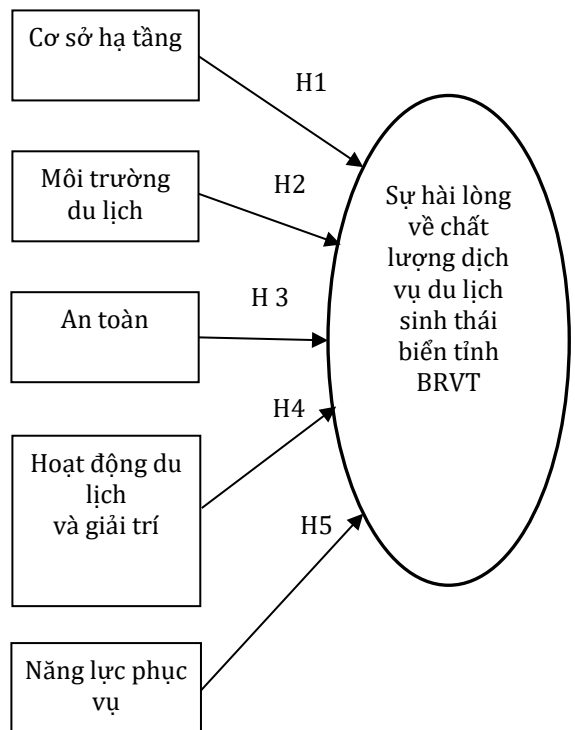 Cơ sở hạ tầng
H1
Môi trường
du lịch
H2
An toàn
H 3
Hoạt động du
lịch
và giải trí
H4
Năng lực phục
vụ
H5
Sự hài lòng
về chất
lượng dịch
vụ du lịch
sinh thái
biển tỉnh
BRVT